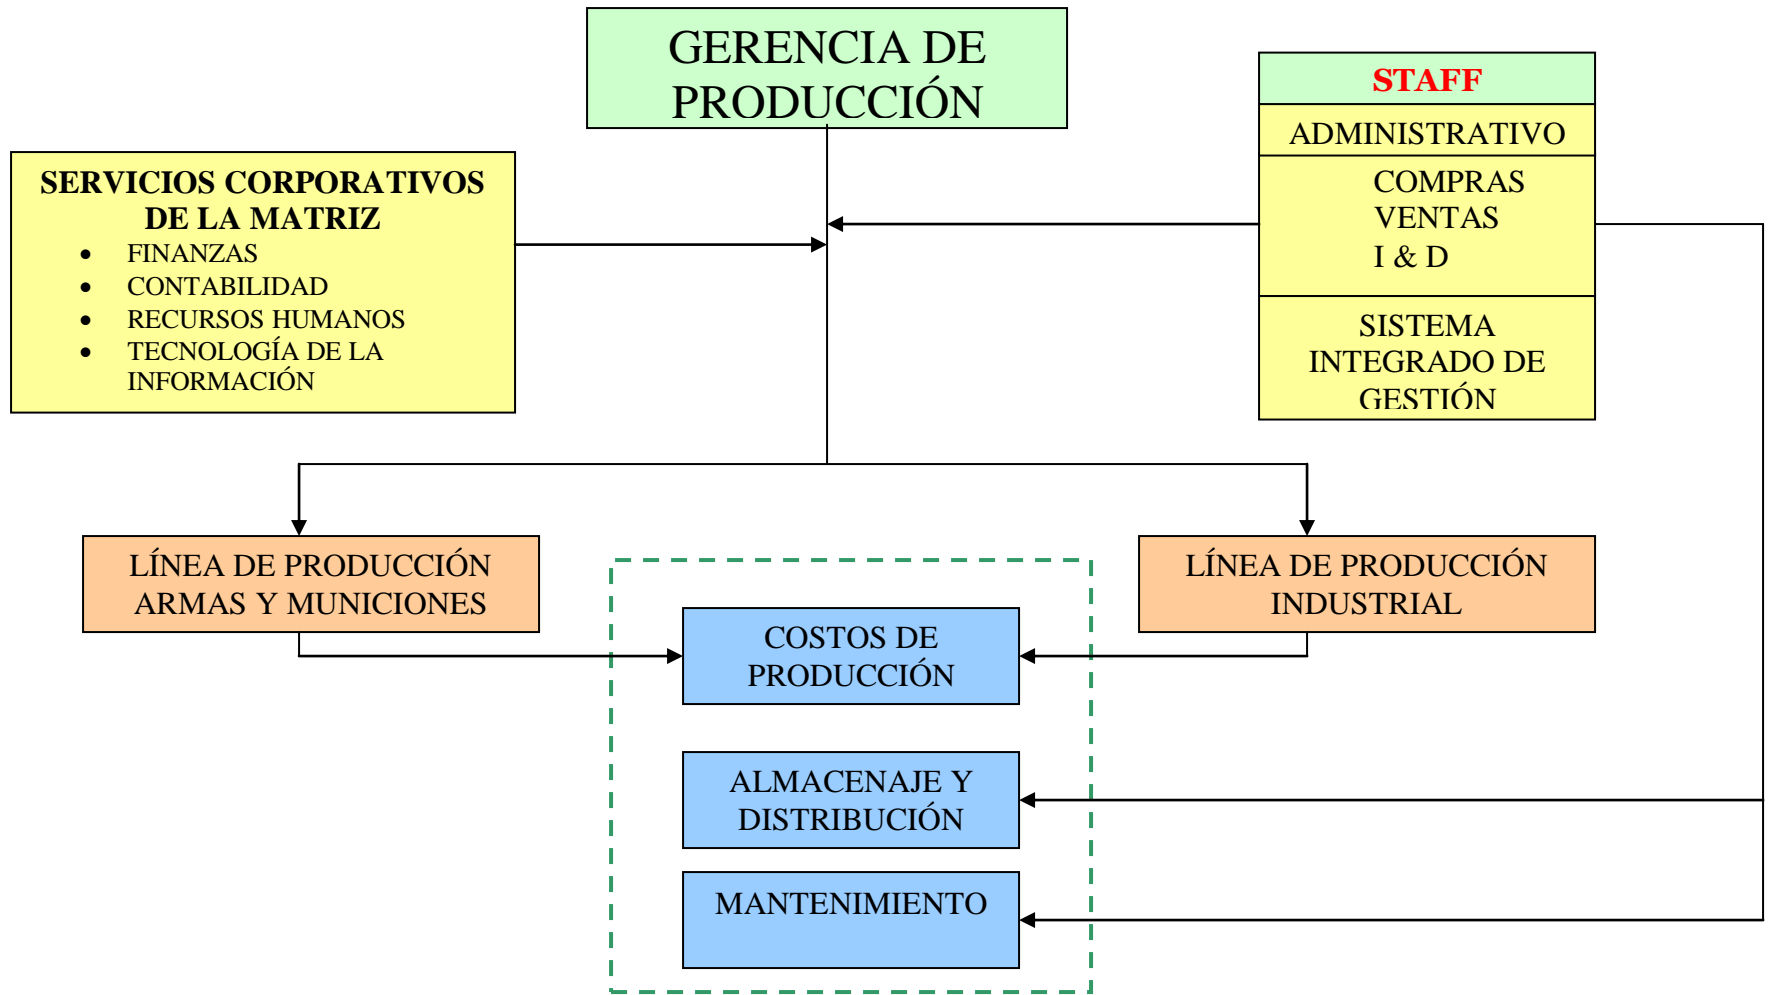 GERENCIA DE
PRODUCCIÓN
STAFF
ADMINISTRATIVO
COMPRAS
VENTAS
I & D
SISTEMA
INTEGRADO DE
GESTIÓN
SERVICIOS CORPORATIVOS
DE LA MATRIZ
• FINANZAS
• CONTABILIDAD
• RECURSOS HUMANOS
• TECNOLOGÍA DE LA
INFORMACIÓN
LÍNEA DE PRODUCCIÓN
ARMAS Y MUNICIONES
LÍNEA DE PRODUCCIÓN
INDUSTRIAL
COSTOS DE
PRODUCCIÓN
ALMACENAJE Y
DISTRIBUCIÓN
MANTENIMIENTO